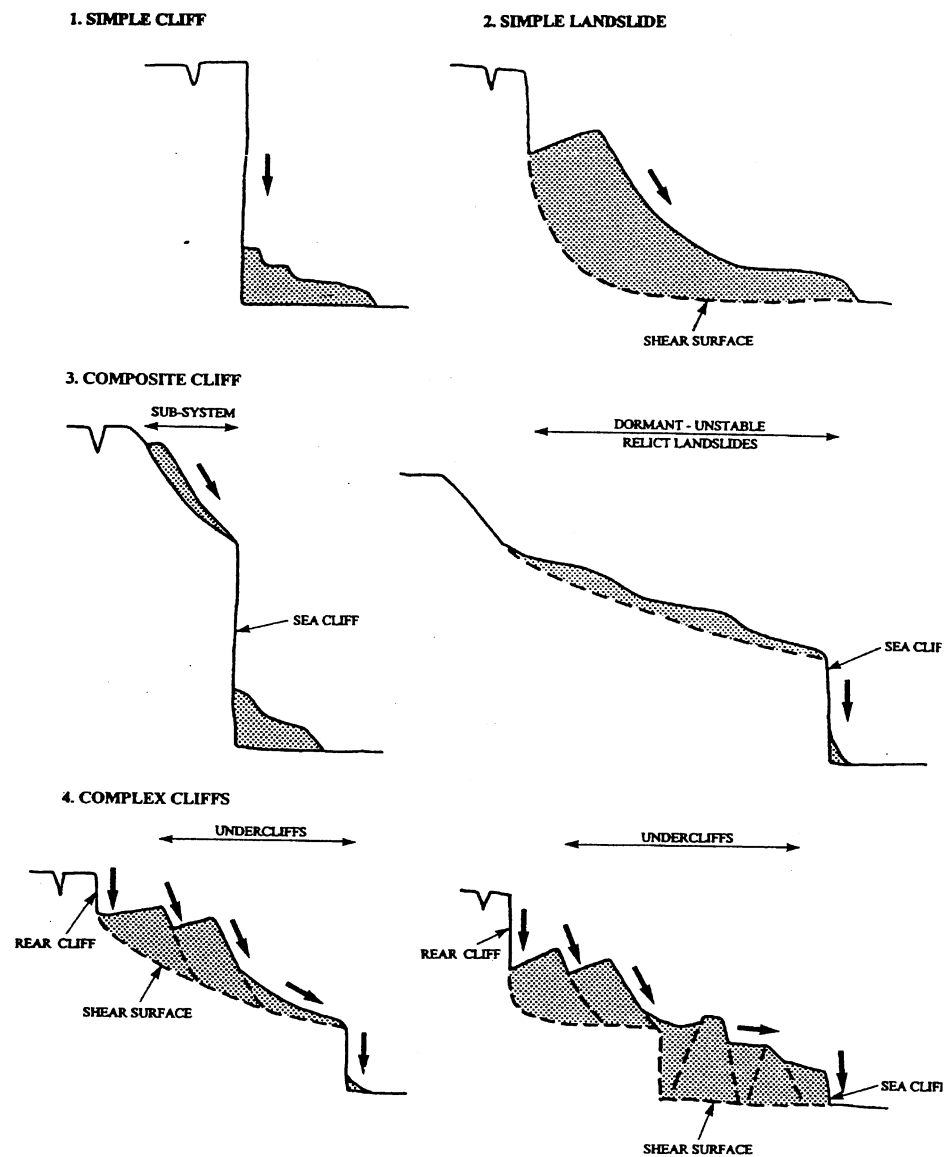 1. SIMPLE CLIFF
2. SIMPLE LANDSLIDE
SHEAR SURFACE
3. COMPOSITE CLIFF
SUB-SYSTEM
SEA CLIFF
DORMANT - UNSTABLE
RELICT LANDSLIDES
SEA CLIF
4. COMPLEX CLIFFS
UNDERCLIFFS
REAR CLIFF
SHEAR SURFACE
UNDERCLIFFS
REAR CLIFF
SEA CLIF
SHEAR SURFACE